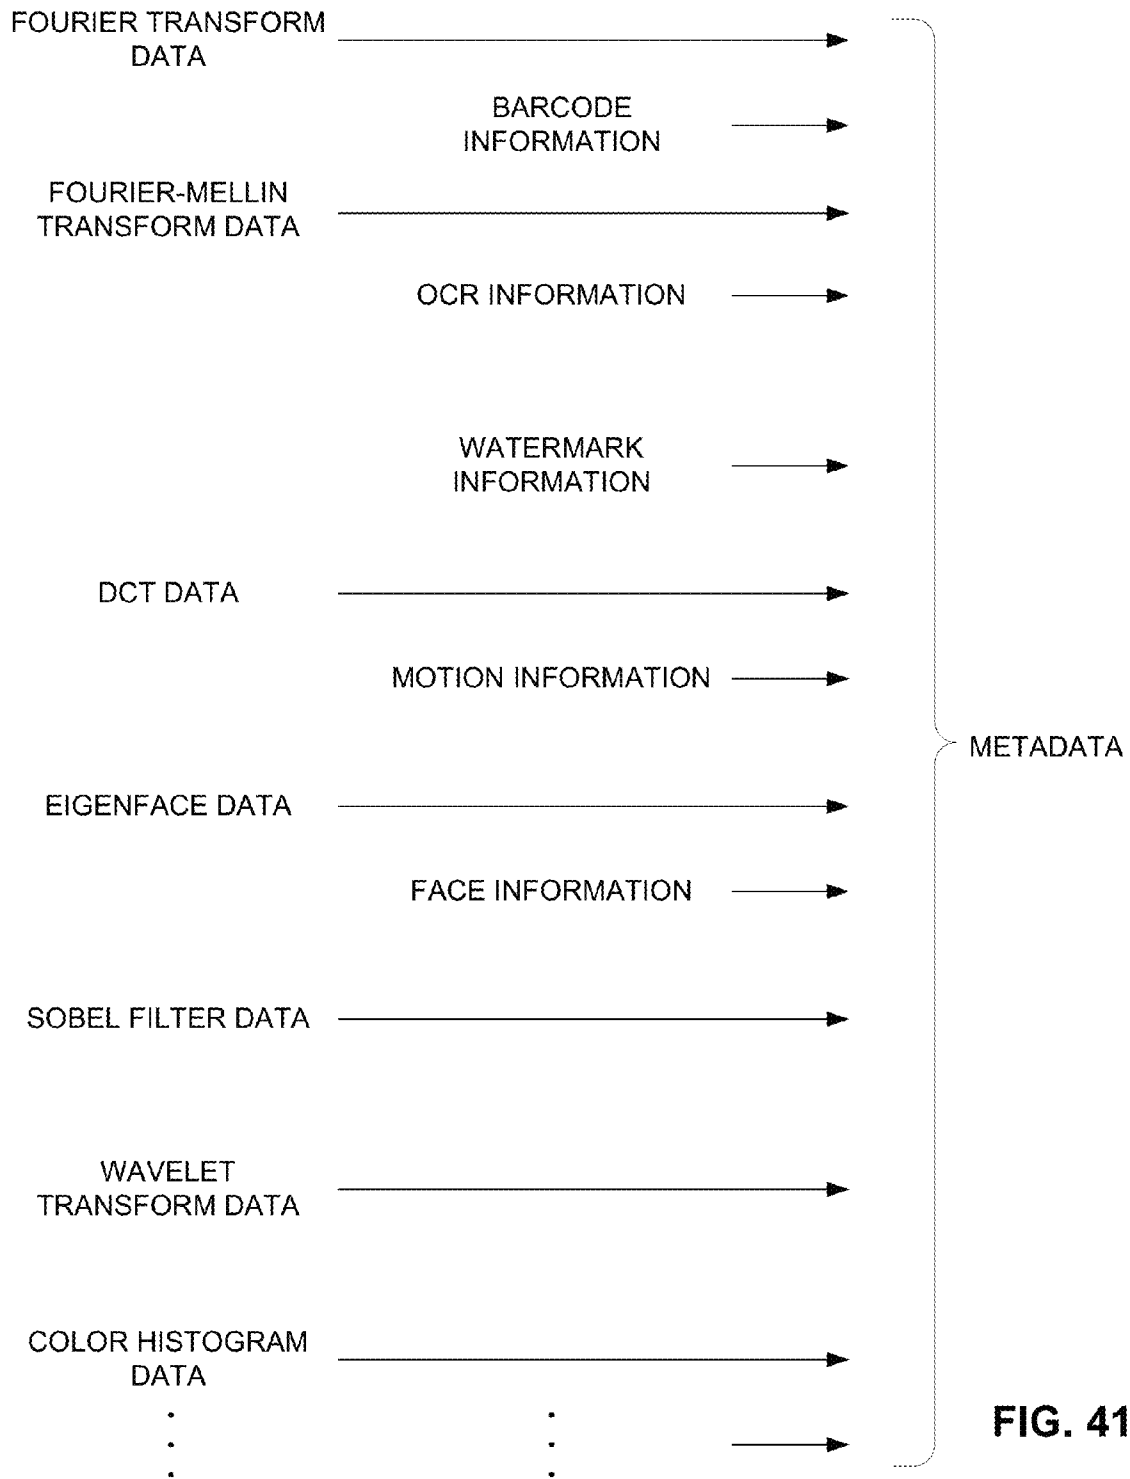 FOURIER TRANSFORM
DATA
BARCODE
INFORMATION
FOURIER-MELLIN
TRANSFORM DATA
OCR INFORMATION
WATERMARK
INFORMATION
DCT DATA
MOTION INFORMATION
METADATA
EIGENFACE DATA
FACE INFORMATION
SOBEL FILTER DATA
WAVELET
TRANSFORM DATA
COLOR HISTOGRAM
DATA
FIG. 41